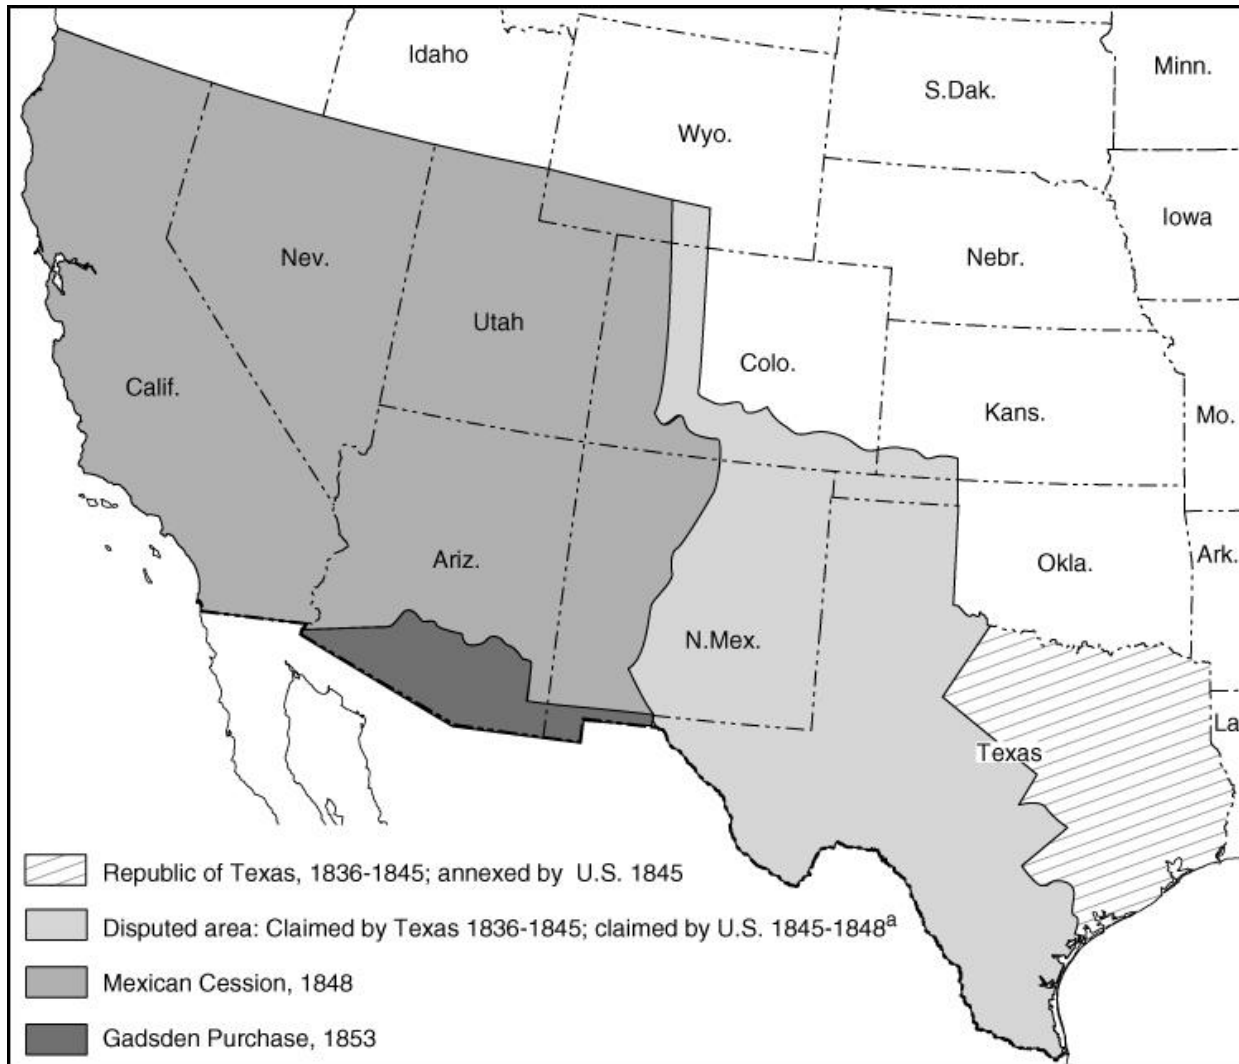 Idaho
Minn.
S.Dak.
Wyo.
Iowa
Nev.
Nebr.
Utah
Colo.
Calif.
Kans.
Mo.
Ariz.
Okla.
Ark.
N.Mex.
La
Texas
Republic of Texas, 1836-1845; annexed by U.S. 1845
Disputed area: Claimed by Texas 1836-1845; claimed by U.S. 1845-1848a
Mexican Cession, 1848
Gadsden Purchase, 1853